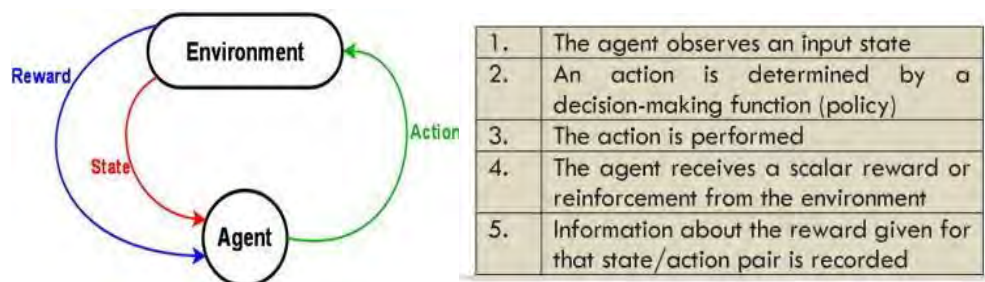 Environment
Reward
Action
State
Agent
1. The agent observes an input state
2. An action is determined by a
decision-making function (policy)
3. The action is performed
4. The agent receives a scalar reward or
reinforcement from the environment
5. Information about the reward given for
that state/action pair is recorded